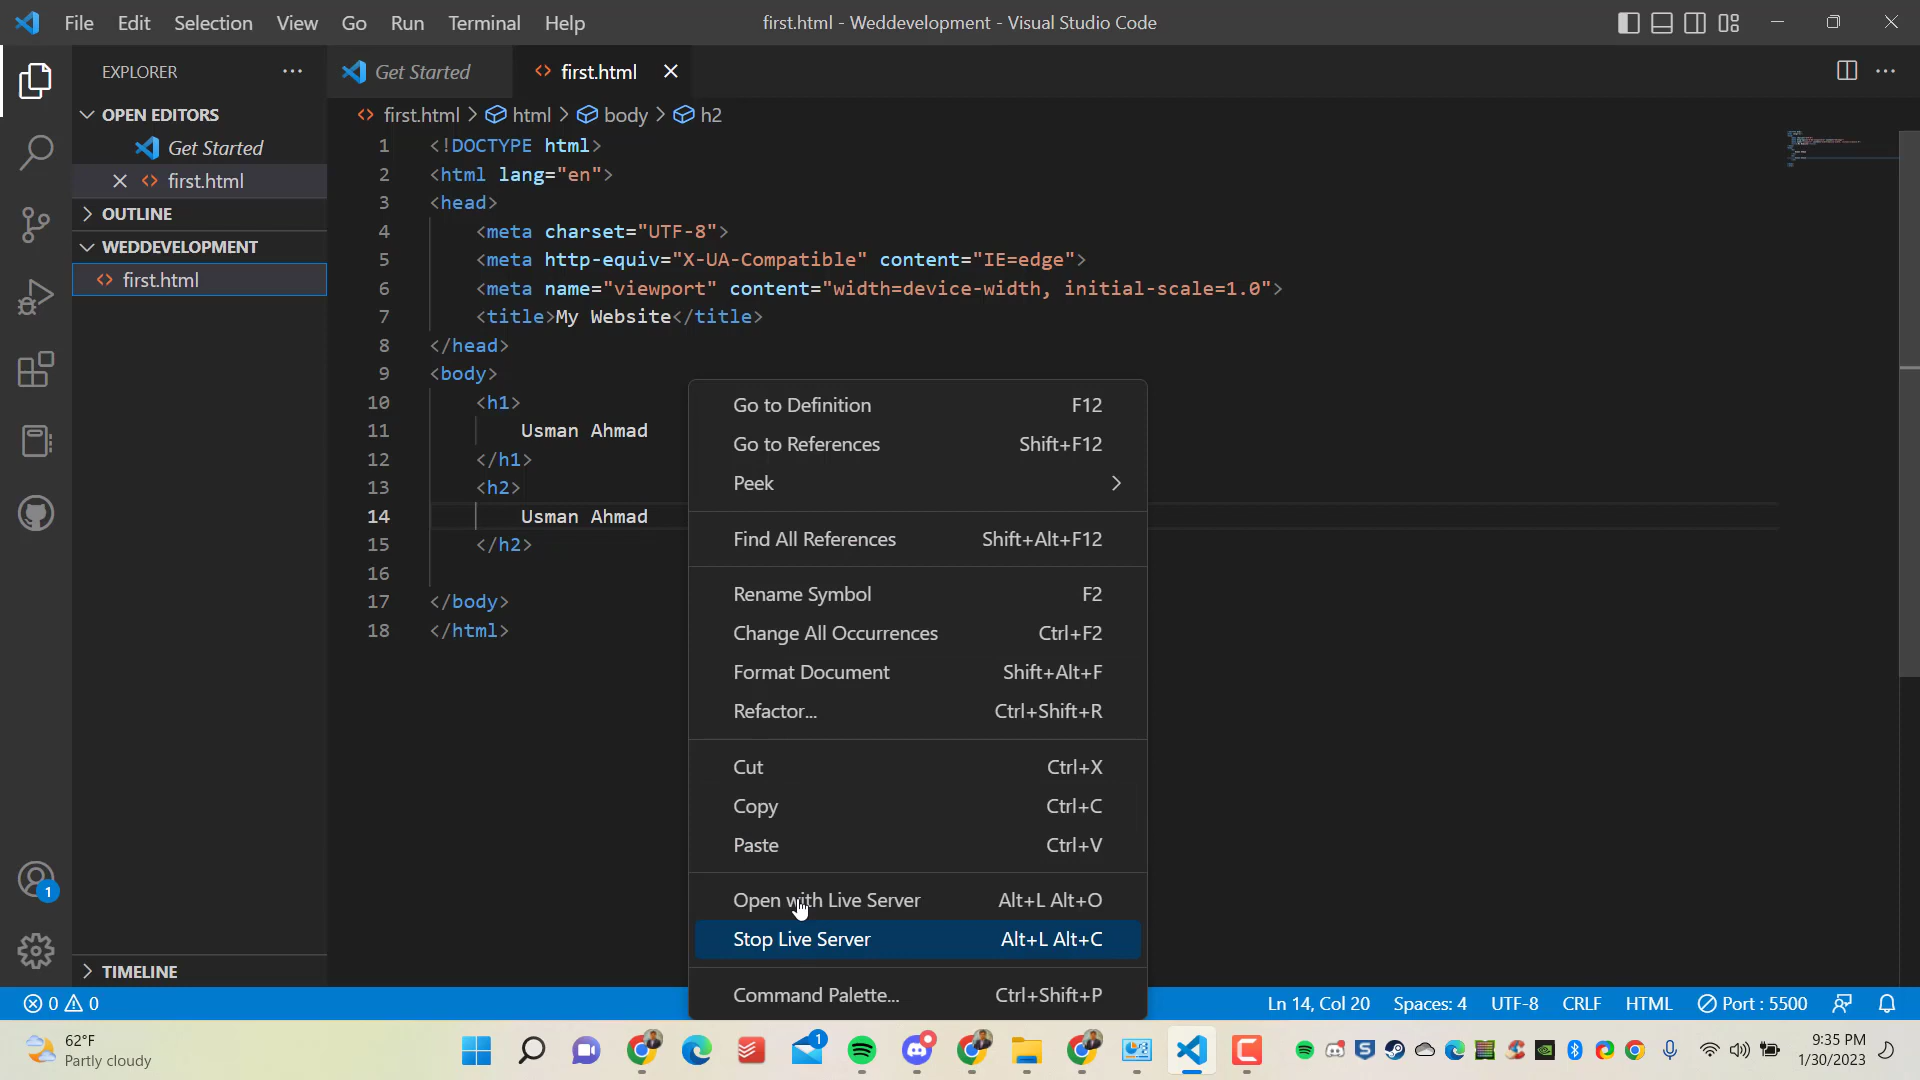 File Edit Selection View Go Run Terminal Help
first.html - Weddevelopment - Visual Studio Code
EXPLORER
OPEN EDITORS
Get Started
first.html
OUTLINE
WEDDEVELOPMENT
first.html
TIMELINE
Get Started
first.html
first.html > html > body > h2
1 <!DOCTYPE html>
2 <html lang="en">
3 <head>
4 <meta charset="UTF-8">
5 <meta http-equiv="X-UA-Compatible" content="IE=edge">
6 <meta name="viewport" content="width=device-width, initial-scale=1.0">
7 <title>My Website</title>
8 </head>
9 <body>
10 <h1>
11 Usman Ahmad
12 </h1>
13 <h2>
14 Usman Ahmad
15 </h2>
16
17 </body>
18 </html>
Go to Definition F12
Go to References Shift+F12
Peek
Find All References Shift+Alt+F12
Rename Symbol F2
Change All Occurrences Ctrl+F2
Format Document Shift+Alt+F
Refactor... Ctrl+Shift+R
Cut Ctrl+X
Copy Ctrl+C
Paste Ctrl+V
Open with Live Server Alt+L Alt+O
Stop Live Server Alt+L Alt+C
Command Palette... Ctrl+Shift+P
1
0 0
Ln 14, Col 20 Spaces: 4 UTF-8 CRLF HTML Port : 5500
62°F
Partly cloudy
1
9:35 PM
1/30/2023